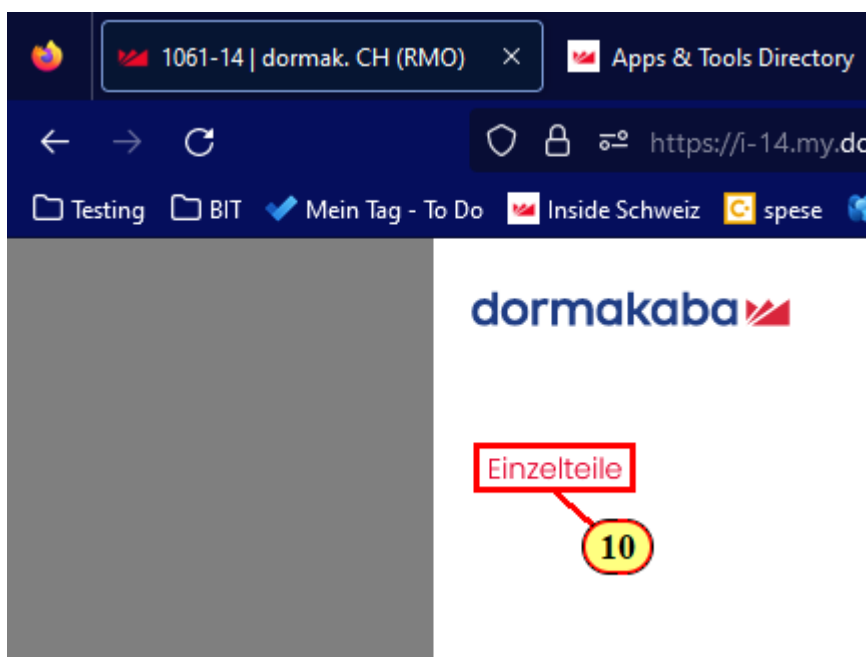 1061-14 | dormak. CH (RMO)
Apps & Tools Directory
https://i-14.my.do
Testing BIT Mein Tag - To Do Inside Schweiz C spese
dormakaba
Einzelteile
10